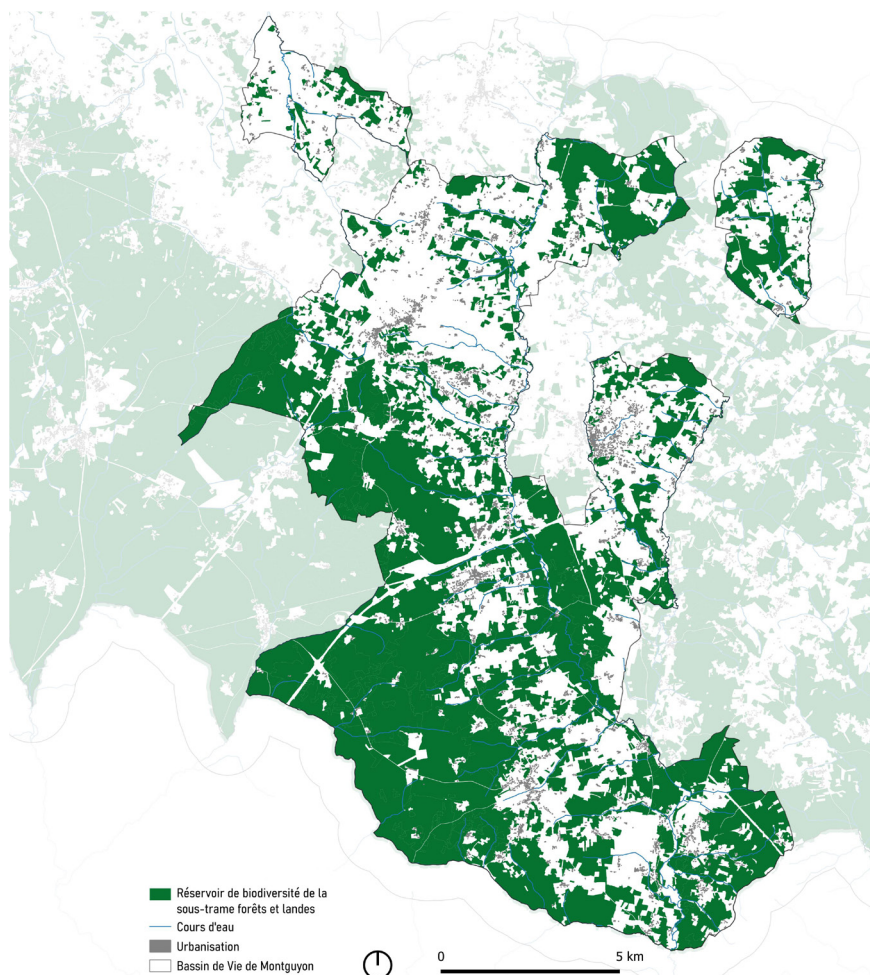 Réservoir de biodiversité de la
sous-trame forêts et landes
Cours d'eau
Urbanisation
Bassin de Vie de Montguyon
0 5 km